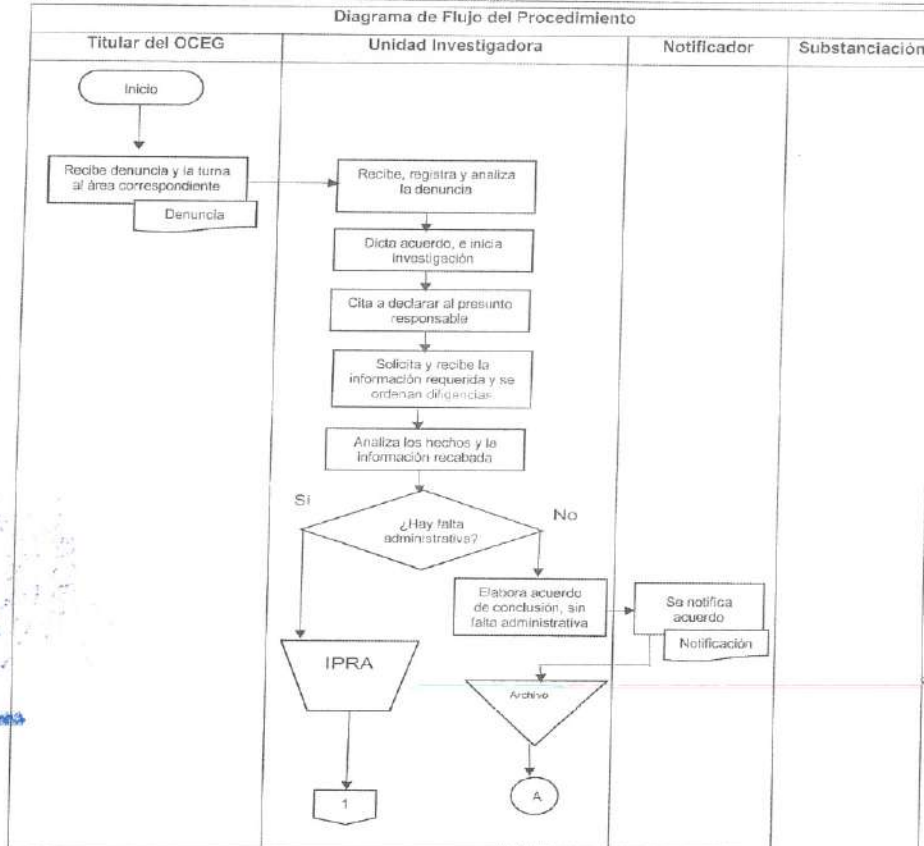 Diagrama de Flujo del Procedimiento
Titular del OCEG
Unidad Investigadora
Notificador
Substanciación
Inicio
Recibe denuncia y la turna
al área correspondiente
Denuncia
Recibe, registra y analiza
la denuncia
Dicta acuerdo, e inicia
investigación
Cita a declarar al presunto
responsable
Solicita y recibe la
información requerida y se
ordenan diligencias
Analiza los hechos y la
información recabada
Si
¿Hay falta
administrativa?
No
Elabora acuerdo
de conclusión, sin
falta administrativa
Se notifica
acuerdo
Notificación
IPRA
Archivo
1
A